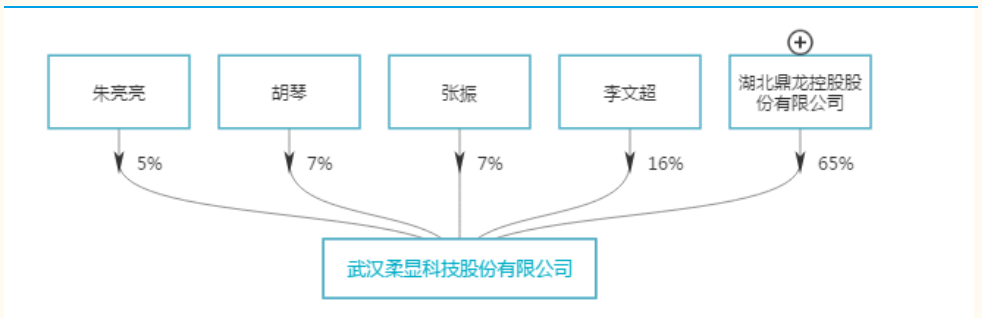 朱亮亮
胡琴
张振
李文超
湖北鼎龙控股股
份有限公司
5%
7%
7%
16%
65%
武汉柔显科技股份有限公司